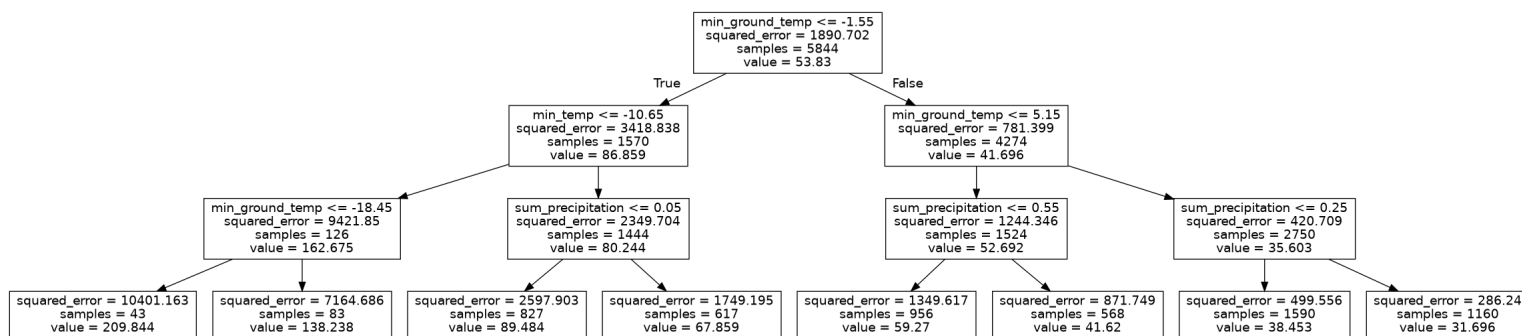 min_ground_temp <= -1.55
squared_error = 1890.702
samples = 5844
value = 53.83
True
False
min_temp <= -10.65
squared_error = 3418.838
samples = 1570
value = 86.859
min_ground_temp <= 5.15
squared_error = 781.399
samples = 4274
value = 41.696
min_ground_temp <= -18.45
squared_error = 9421.85
samples = 126
value = 162.675
sum_precipitation <= 0.05
squared_error = 2349.704
samples = 1444
value = 80.244
sum_precipitation <= 0.55
squared_error = 1244.346
samples = 1524
value = 52.692
sum_precipitation <= 0.25
squared_error = 420.709
samples = 2750
value = 35.603
squared_error = 10401.163
samples = 43
value = 209.844
squared_error = 7164.686
samples = 83
value = 138.238
squared_error = 2597.903
samples = 827
value = 89.484
squared_error = 1749.195
samples = 617
value = 67.859
squared_error = 1349.617
samples = 956
value = 59.27
squared_error = 871.749
samples = 568
value = 41.62
squared_error = 499.556
samples = 1590
value = 38.453
squared_error = 286.24
samples = 1160
value = 31.696